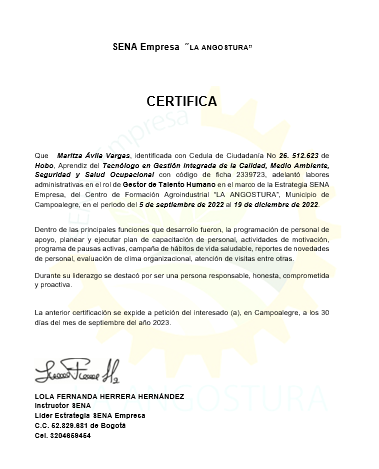 SENA Empresa ¨LA ANGOSTURA”
CERTIFICA
Que Maritza Ávila Vargas, identificada con Cedula de Ciudadanía No 26. 512.623 de
Hobo, Aprendiz del Tecnólogo en Gestión Integrada de la Calidad, Medio Ambiente,
Seguridad y Salud Ocupacional con código de ficha 2339723, adelantó labores
administrativas en el rol de Gestor de Talento Humano en el marco de la Estrategia SENA
Empresa, del Centro de Formación Agroindustrial “LA ANGOSTURA”, Municipio de
Campoalegre, en el periodo del 5 de septiembre de 2022 al 19 de diciembre de 2022.
Dentro de las principales funciones que desarrollo fueron, la programación de personal de
apoyo, planear y ejecutar plan de capacitación de personal, actividades de motivación,
programa de pausas activas, campaña de hábitos de vida saludable, reportes de novedades
de personal, evaluación de clima organizacional, atención de visitas entre otras.
Durante su liderazgo se destacó por ser una persona responsable, honesta, comprometida
y proactiva.
La anterior certificación se expide a petición del interesado (a), en Campoalegre, a los 30
días del mes de septiembre del año 2023.
LOLA FERNANDA HERRERA HERNÁNDEZ
Instructor SENA
Líder Estrategia SENA Empresa
C.C. 52.829.681 de Bogotá
Cel. 3204659454
ANGOSTURA